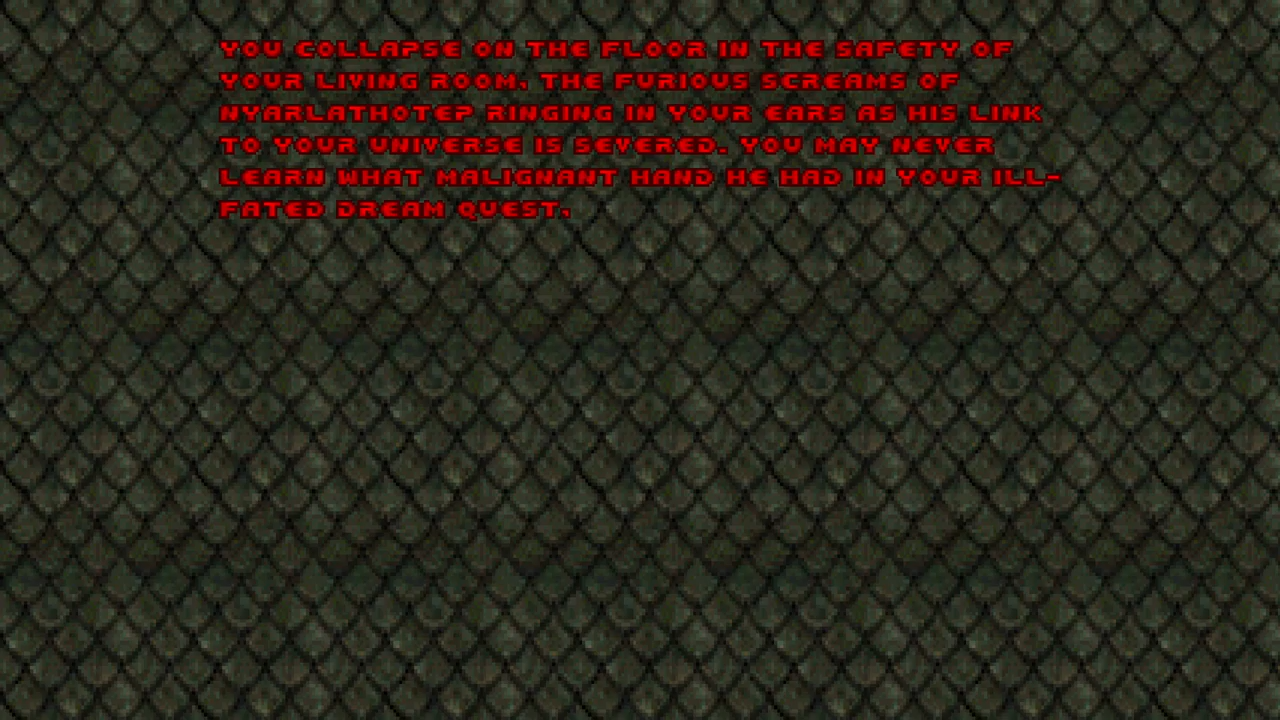 YOU COLLAPSE ON THE FLOOR IN THE SAFETY OF
YOUR LIVING ROOM, THE FURIOUS SCREAMS OF
NYARLATHOTEP RINGING IN YOUR EARS AS HIS LINK
TO YOUR UNIVERSE IS SEVERED. YOU MAY NEVER
LEARN WHAT MALIGNANT HAND HE HAD IN YOUR ILL-
FATED DREAM QUEST.